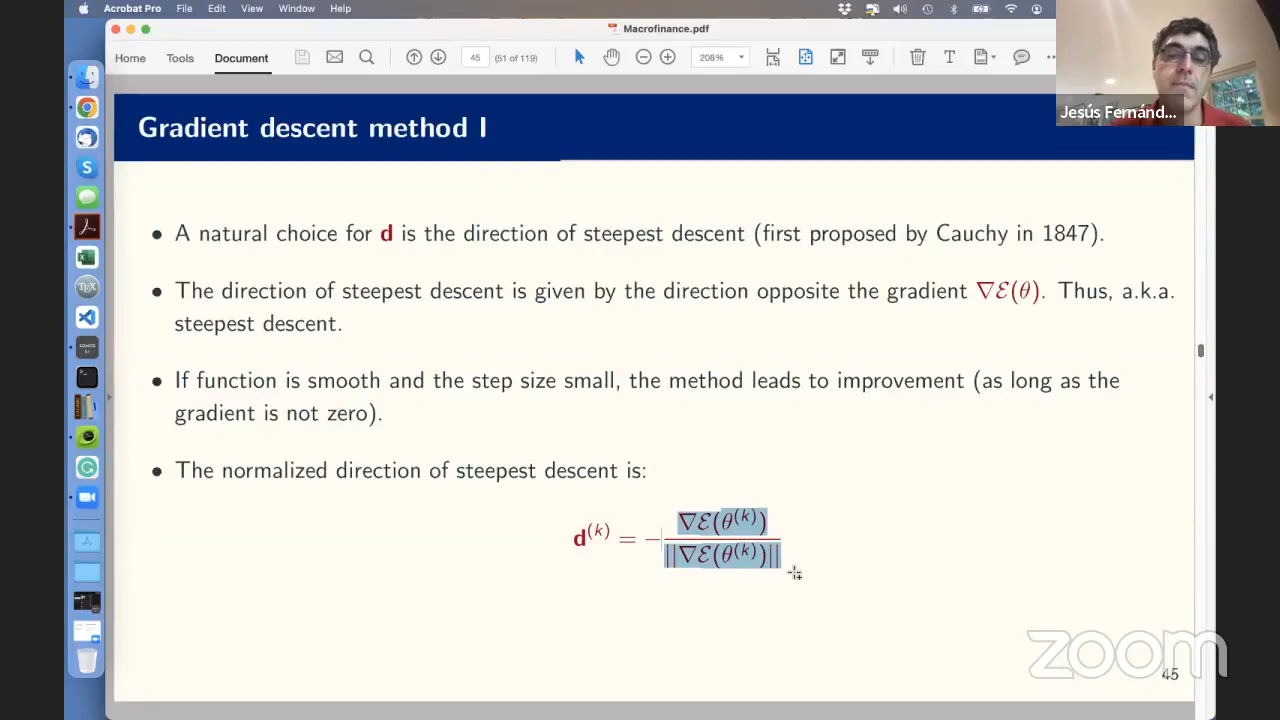 Acrobat Pro File Edit View Window Help
Macrofinance.pdf
Home Tools Document 45 (51 of 119) 208%
Jesús Fernánd...
Gradient descent method I
• A natural choice for d is the direction of steepest descent (first proposed by Cauchy in 1847).
• The direction of steepest descent is given by the direction opposite the gradient ∇ℰ(θ). Thus, a.k.a.
steepest descent.
• If function is smooth and the step size small, the method leads to improvement (as long as the
gradient is not zero).
• The normalized direction of steepest descent is:
d^(k) = − ∇ℰ(θ^(k)) / ||∇ℰ(θ^(k))||
zoom
45